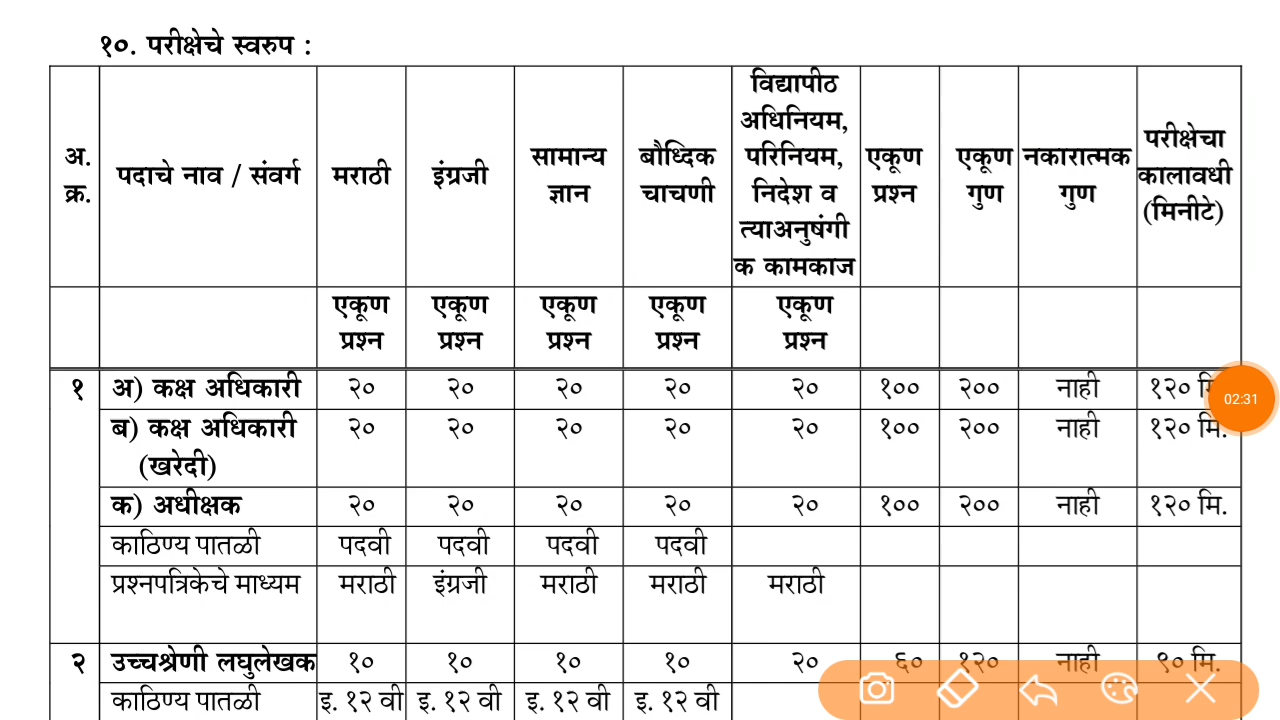 १०. परीक्षेचे स्वरुप :
अ. क्र. पदाचे नाव / संवर्ग मराठी इंग्रजी सामान्य ज्ञान बौध्दिक चाचणी विद्यापीठ अधिनियम, परिनियम, निदेश व त्याअनुषंगी क कामकाज एकूण प्रश्न एकूण गुण नकारात्मक गुण परीक्षेचा कालावधी (मिनीटे)
एकूण प्रश्न एकूण प्रश्न एकूण प्रश्न एकूण प्रश्न एकूण प्रश्न
१ अ) कक्ष अधिकारी २० २० २० २० २० १०० २०० नाही १२० मि
ब) कक्ष अधिकारी (खरेदी) २० २० २० २० २० १०० २०० नाही १२० मि.
क) अधीक्षक २० २० २० २० २० १०० २०० नाही १२० मि.
काठिण्य पातळी पदवी पदवी पदवी पदवी
प्रश्नपत्रिकेचे माध्यम मराठी इंग्रजी मराठी मराठी मराठी
२ उच्चश्रेणी लघुलेखक १० १० १० १० २० ६० १२० नाही ९० मि.
काठिण्य पातळी इ. १२ वी इ. १२ वी इ. १२ वी इ. १२ वी
02:31